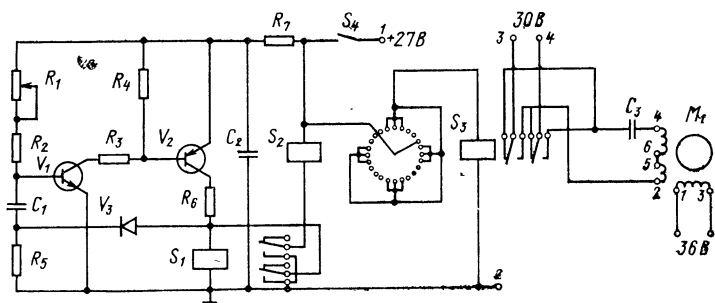 R₇
S₄
1
+27В
30В
3
4
R₁
R₄
R₂
R₃
V₂
C₂
S₂
S₃
C₃
4
M₁
V₁
6
5
C₁
V₃
R₆
2
1
3
R₅
S₁
36В
2